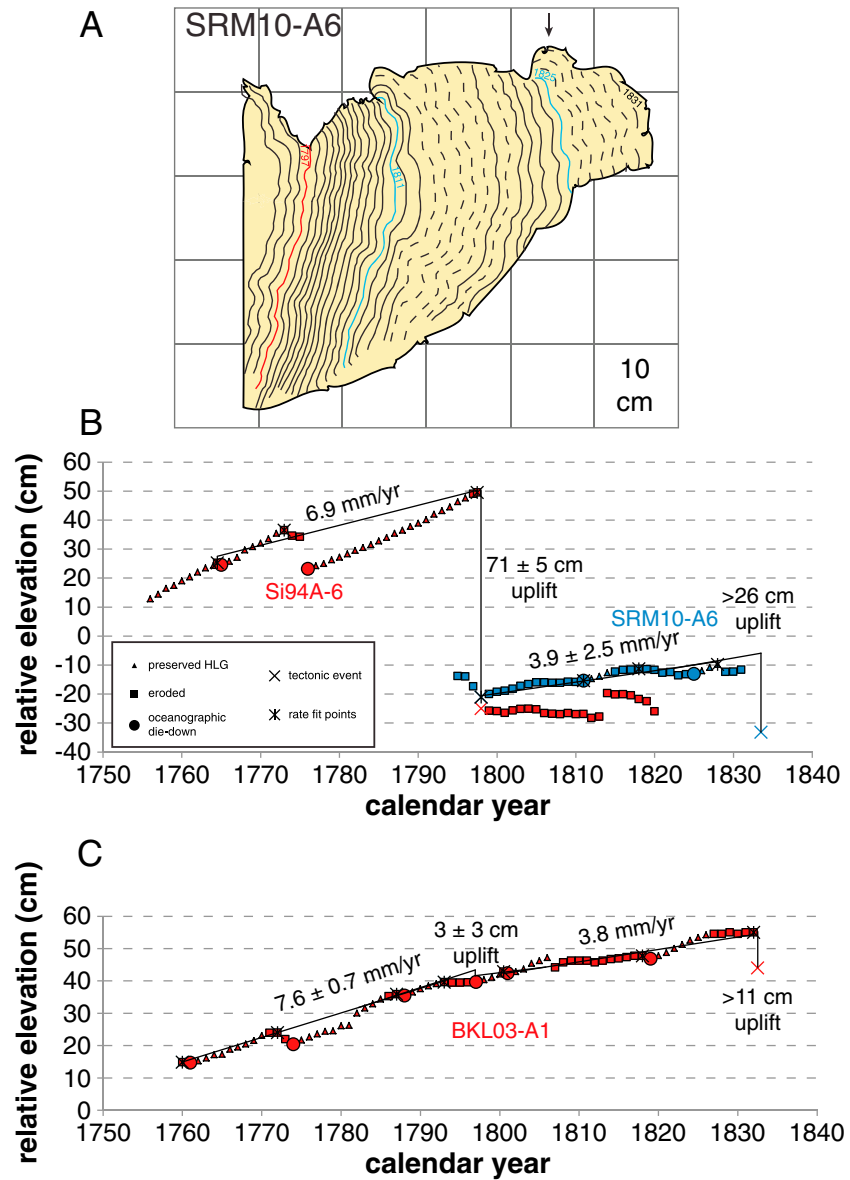 A
SRM10-A6
1797
1811
1825
1831
10
cm
B
relative elevation (cm)
60
50
40
30
20
10
0
-10
-20
-30
-40
6.9 mm/yr
Si94A-6
71 ± 5 cm
uplift
SRM10-A6
>26 cm
uplift
3.9 ± 2.5 mm/yr
preserved HLG
eroded
oceanographic
die-down
tectonic event
rate fit points
1750 1760 1770 1780 1790 1800 1810 1820 1830 1840
calendar year
C
relative elevation (cm)
60
50
40
30
20
10
0
7.6 ± 0.7 mm/yr
3 ± 3 cm
uplift
3.8 mm/yr
BKL03-A1
>11 cm
uplift
1750 1760 1770 1780 1790 1800 1810 1820 1830 1840
calendar year